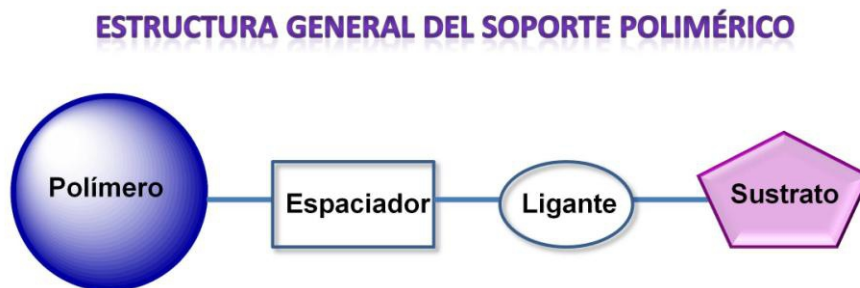 ESTRUCTURA GENERAL DEL SOPORTE POLIMÉRICO
Polímero
Espaciador
Ligante
Sustrato